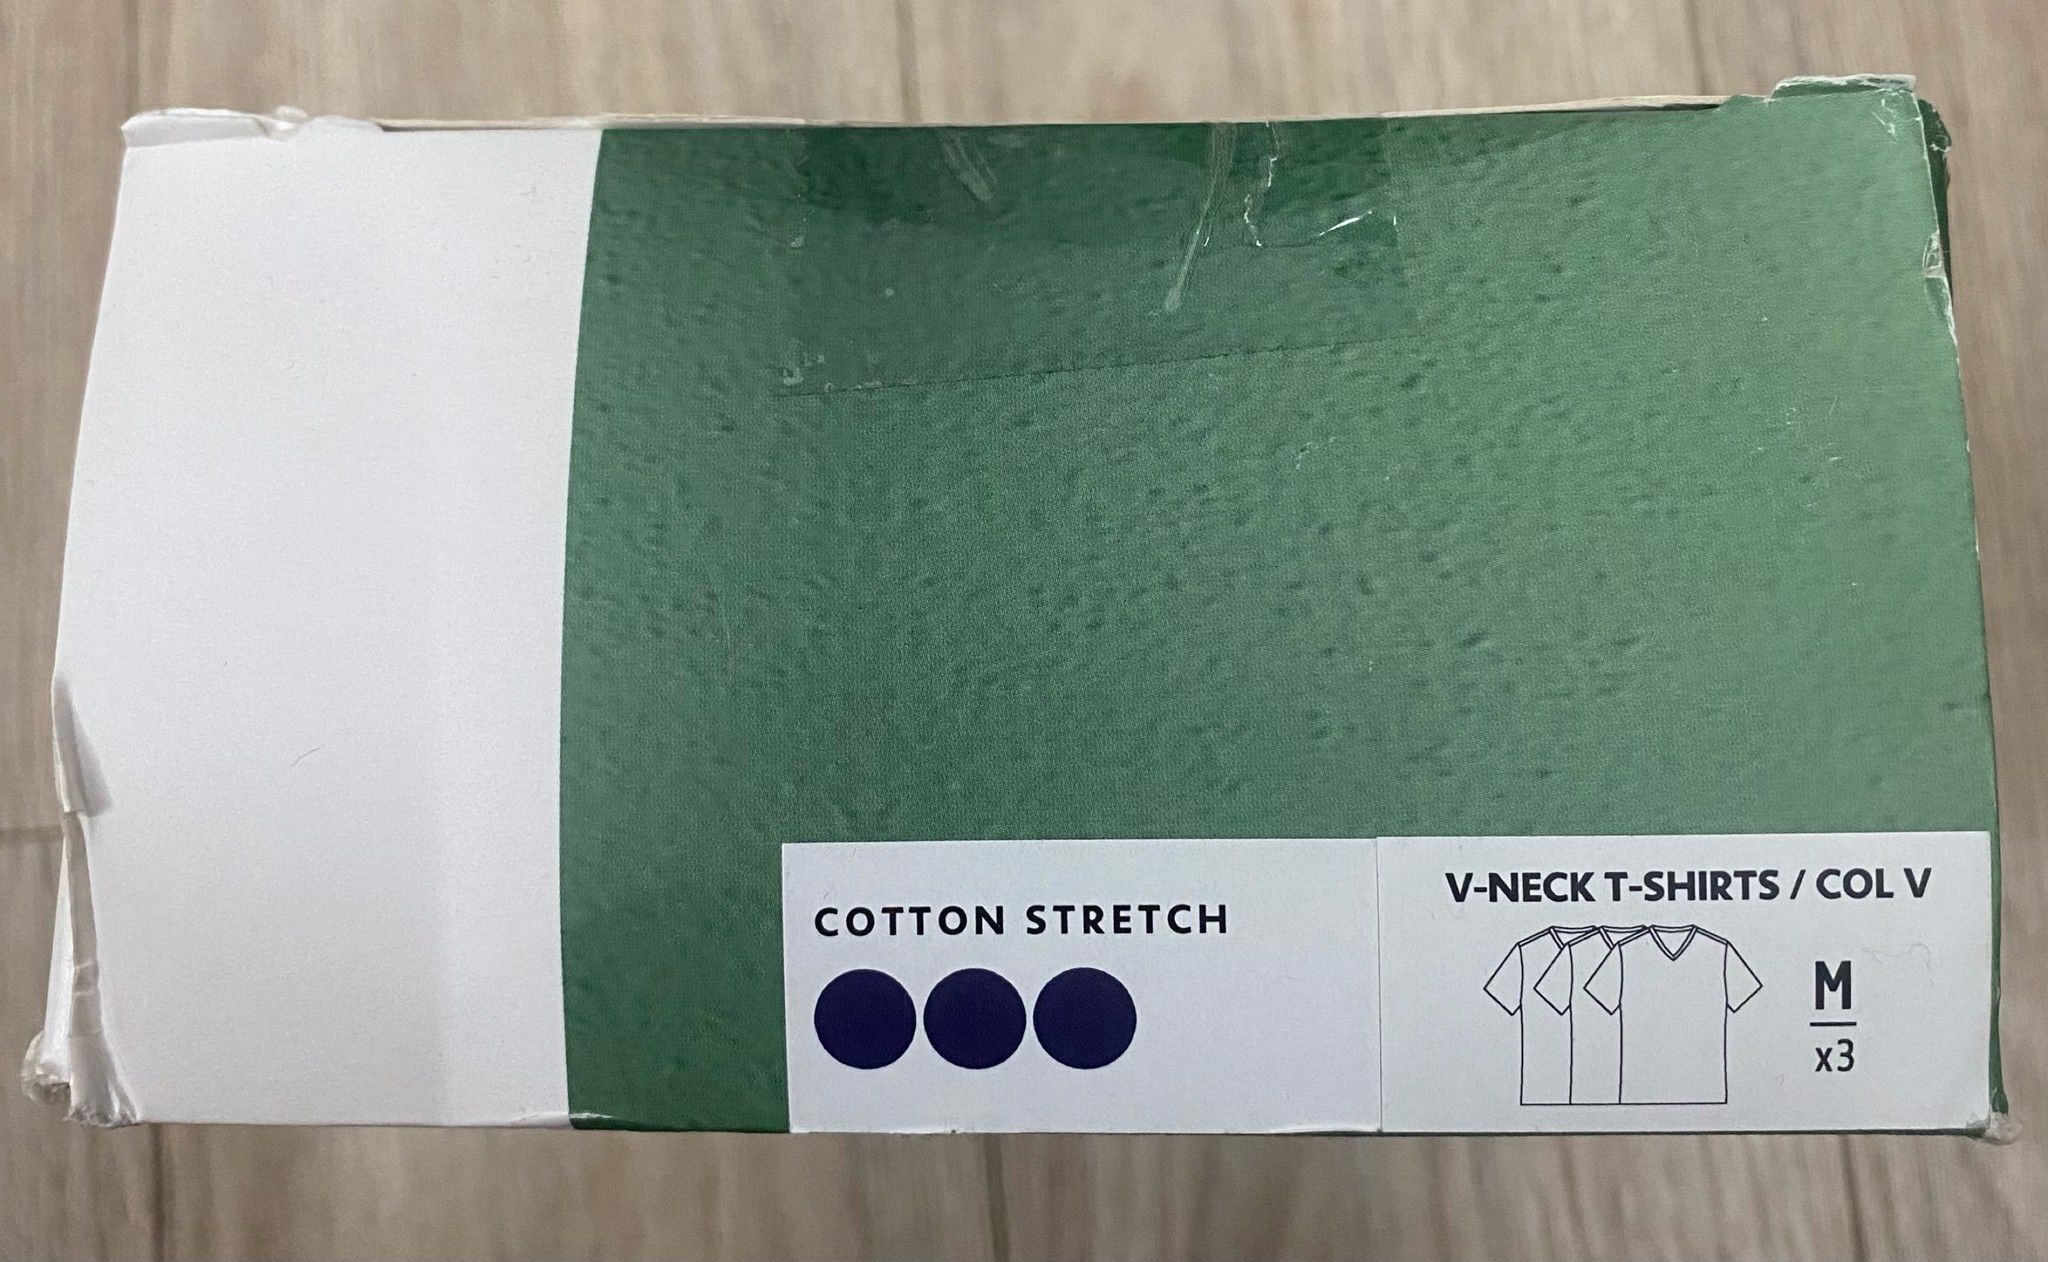 COTTON STRETCH
V-NECK T-SHIRTS / COL V
M
x3